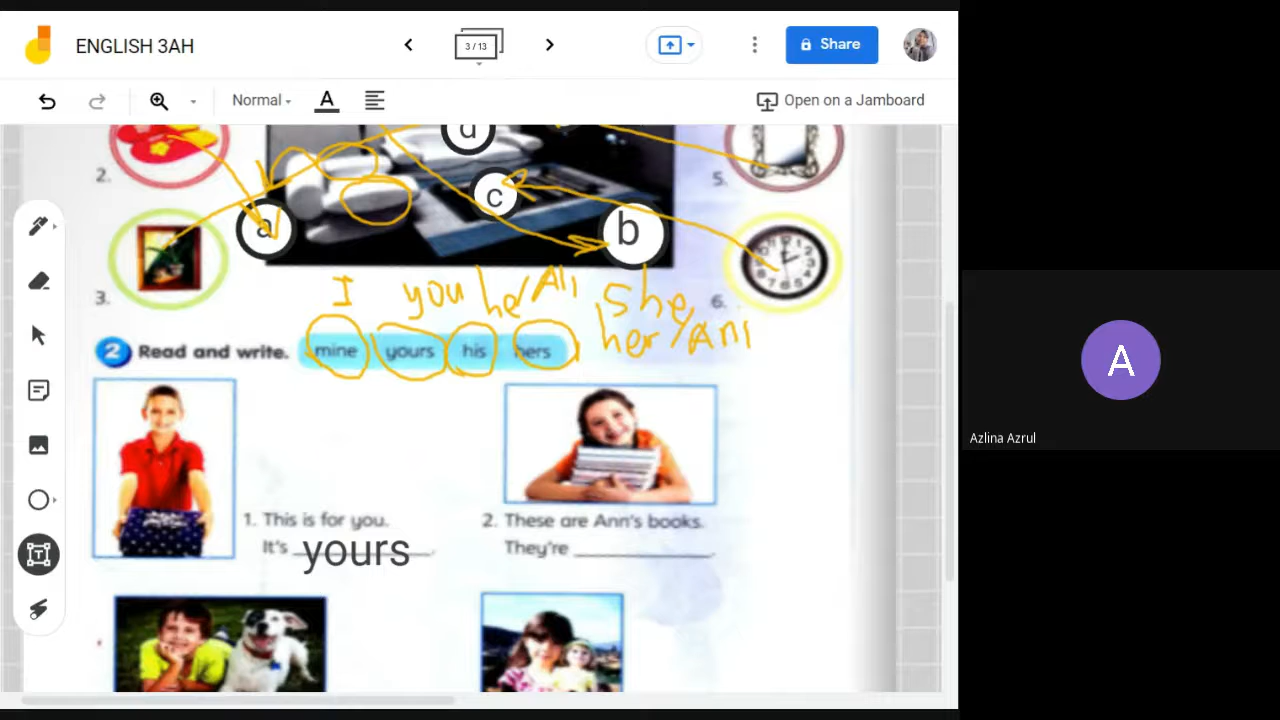 ENGLISH 3AH
3 / 13
Share
Normal
A
Open on a Jamboard
d
2.
5.
c
a
b
3.
6.
I you he/Ali she,
her/Ani
2 Read and write. mine yours his hers
1. This is for you.
It's yours.
2. These are Ann's books.
They're ____________.
A
Azlina Azrul